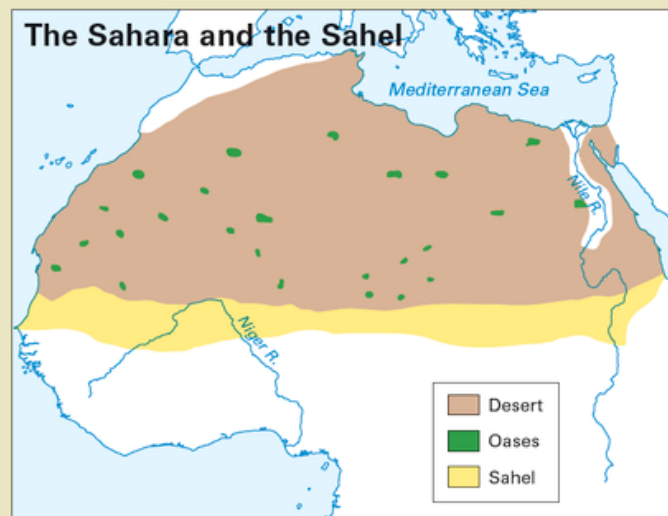 The Sahara and the Sahel
Mediterranean Sea
Nile R.
Niger R.
Desert
Oases
Sahel